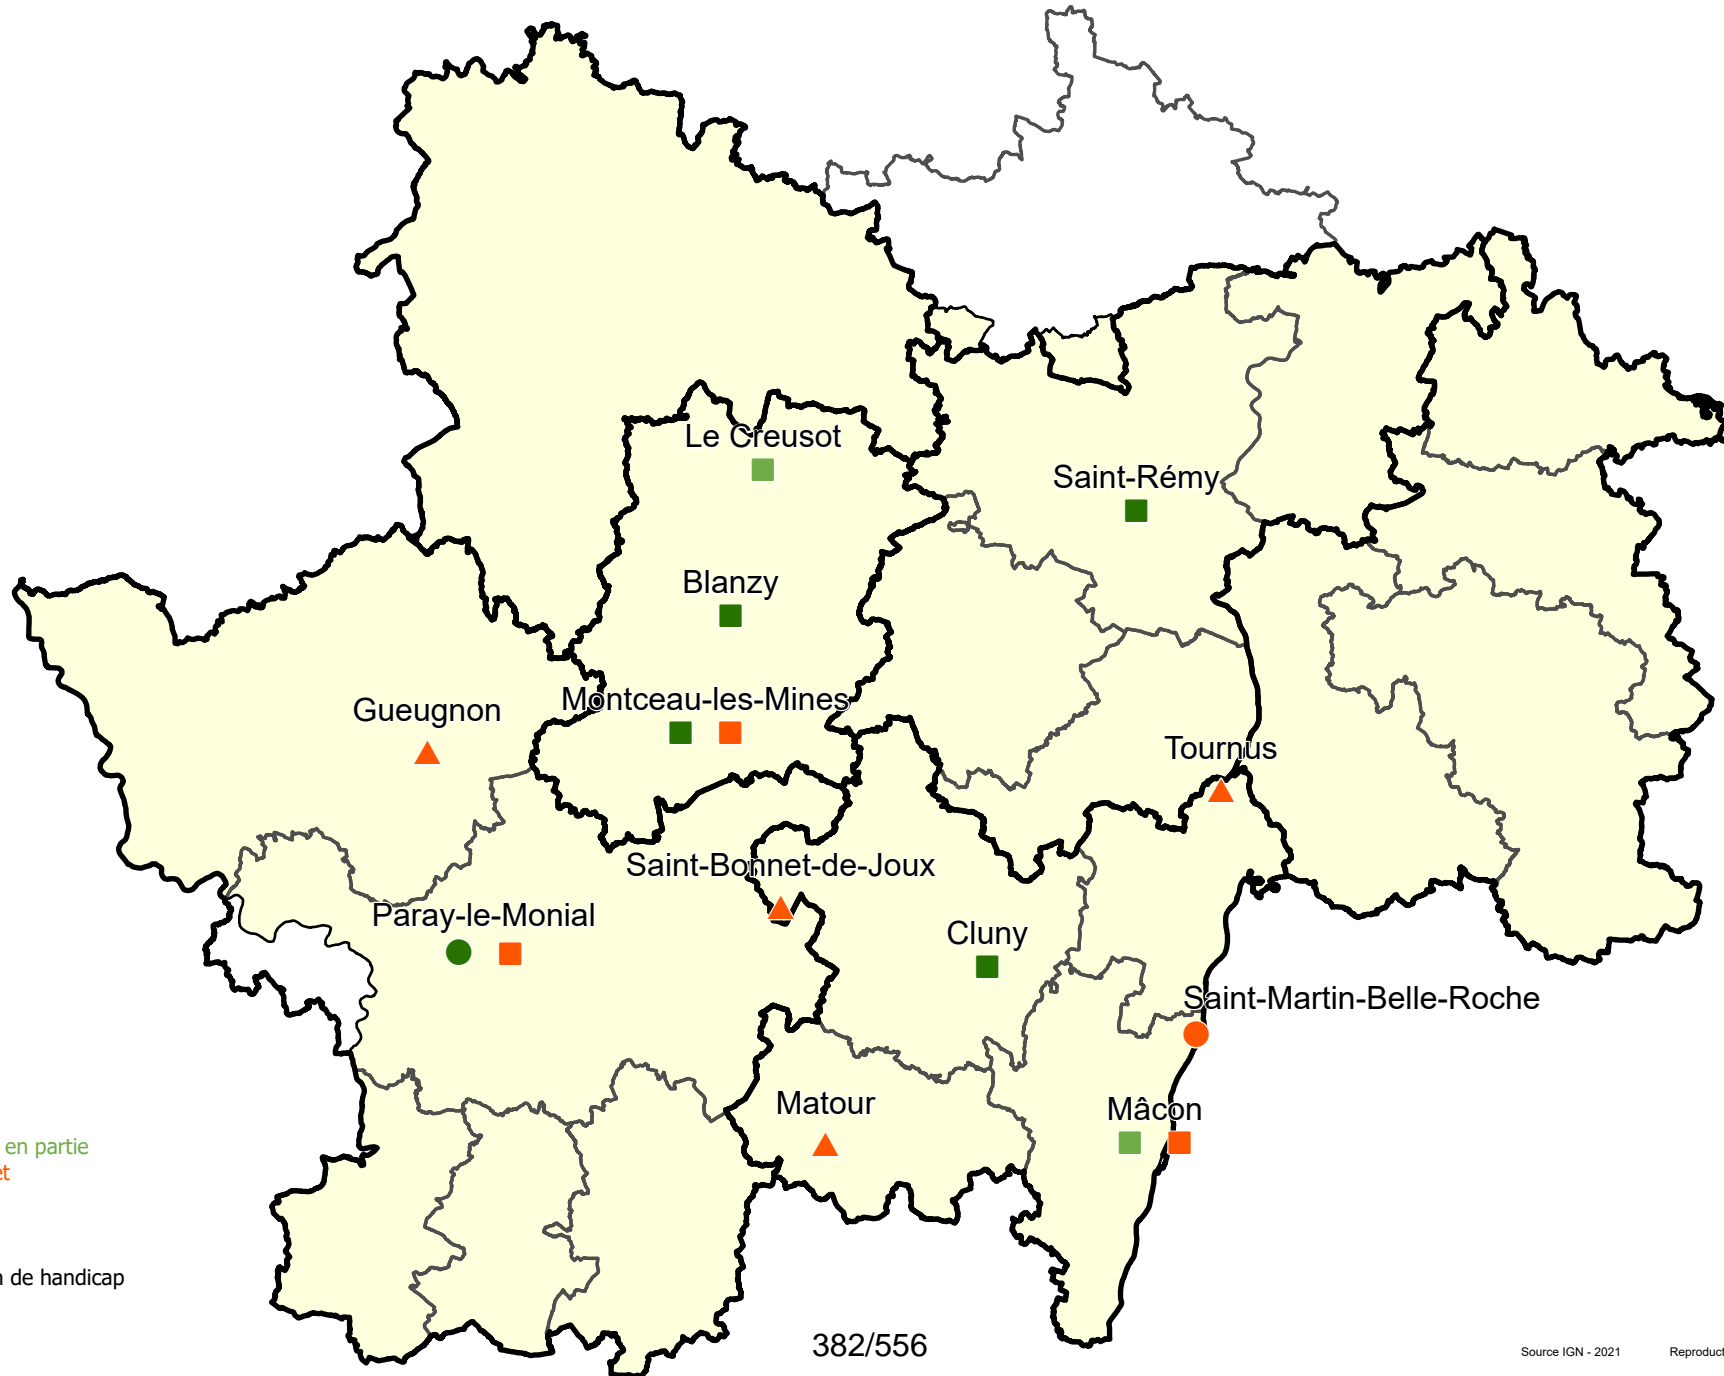 Le Creusot
Saint-Rémy
Blanzy
Montceau-les-Mines
Gueugnon
Tournus
Saint-Bonnet-de-Joux
Paray-le-Monial
Cluny
Saint-Martin-Belle-Roche
Matour
Mâcon
en partie
et
de handicap
382/556
Source IGN - 2021